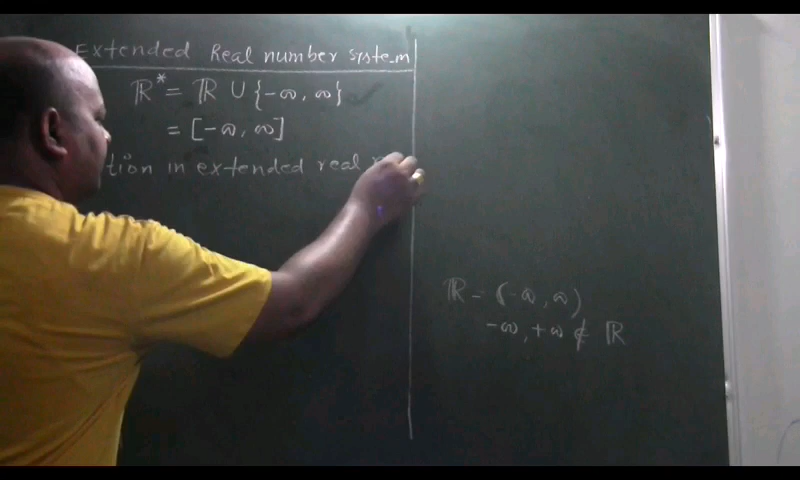 Extended Real number system
ℝ* = ℝ ∪ {-∞, ∞}
= [-∞, ∞]
tion in extended real
ℝ = (-∞, ∞)
-∞, +∞ ∉ ℝ